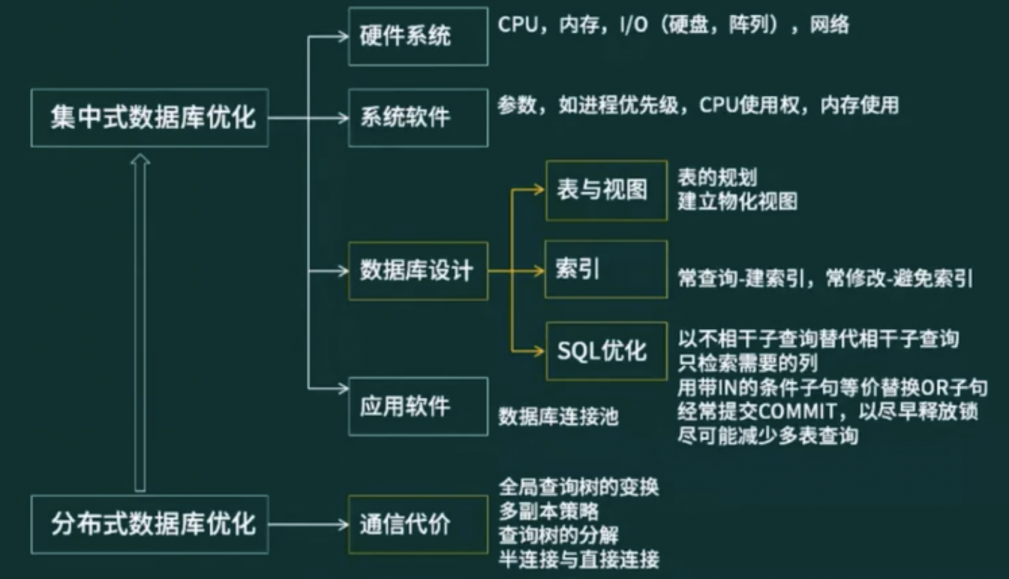 硬件系统
CPU，内存，I/O（硬盘，阵列），网络
集中式数据库优化
系统软件
参数，如进程优先级，CPU使用权，内存使用
表与视图
表的规划
建立物化视图
数据库设计
索引
常查询-建索引，常修改-避免索引
SQL优化
以不相干子查询替代相干子查询
只检索需要的列
用带IN的条件子句等价替换OR子句
经常提交COMMIT，以尽早释放锁
尽可能减少多表查询
应用软件
数据库连接池
分布式数据库优化
通信代价
全局查询树的变换
多副本策略
查询树的分解
半连接与直接连接